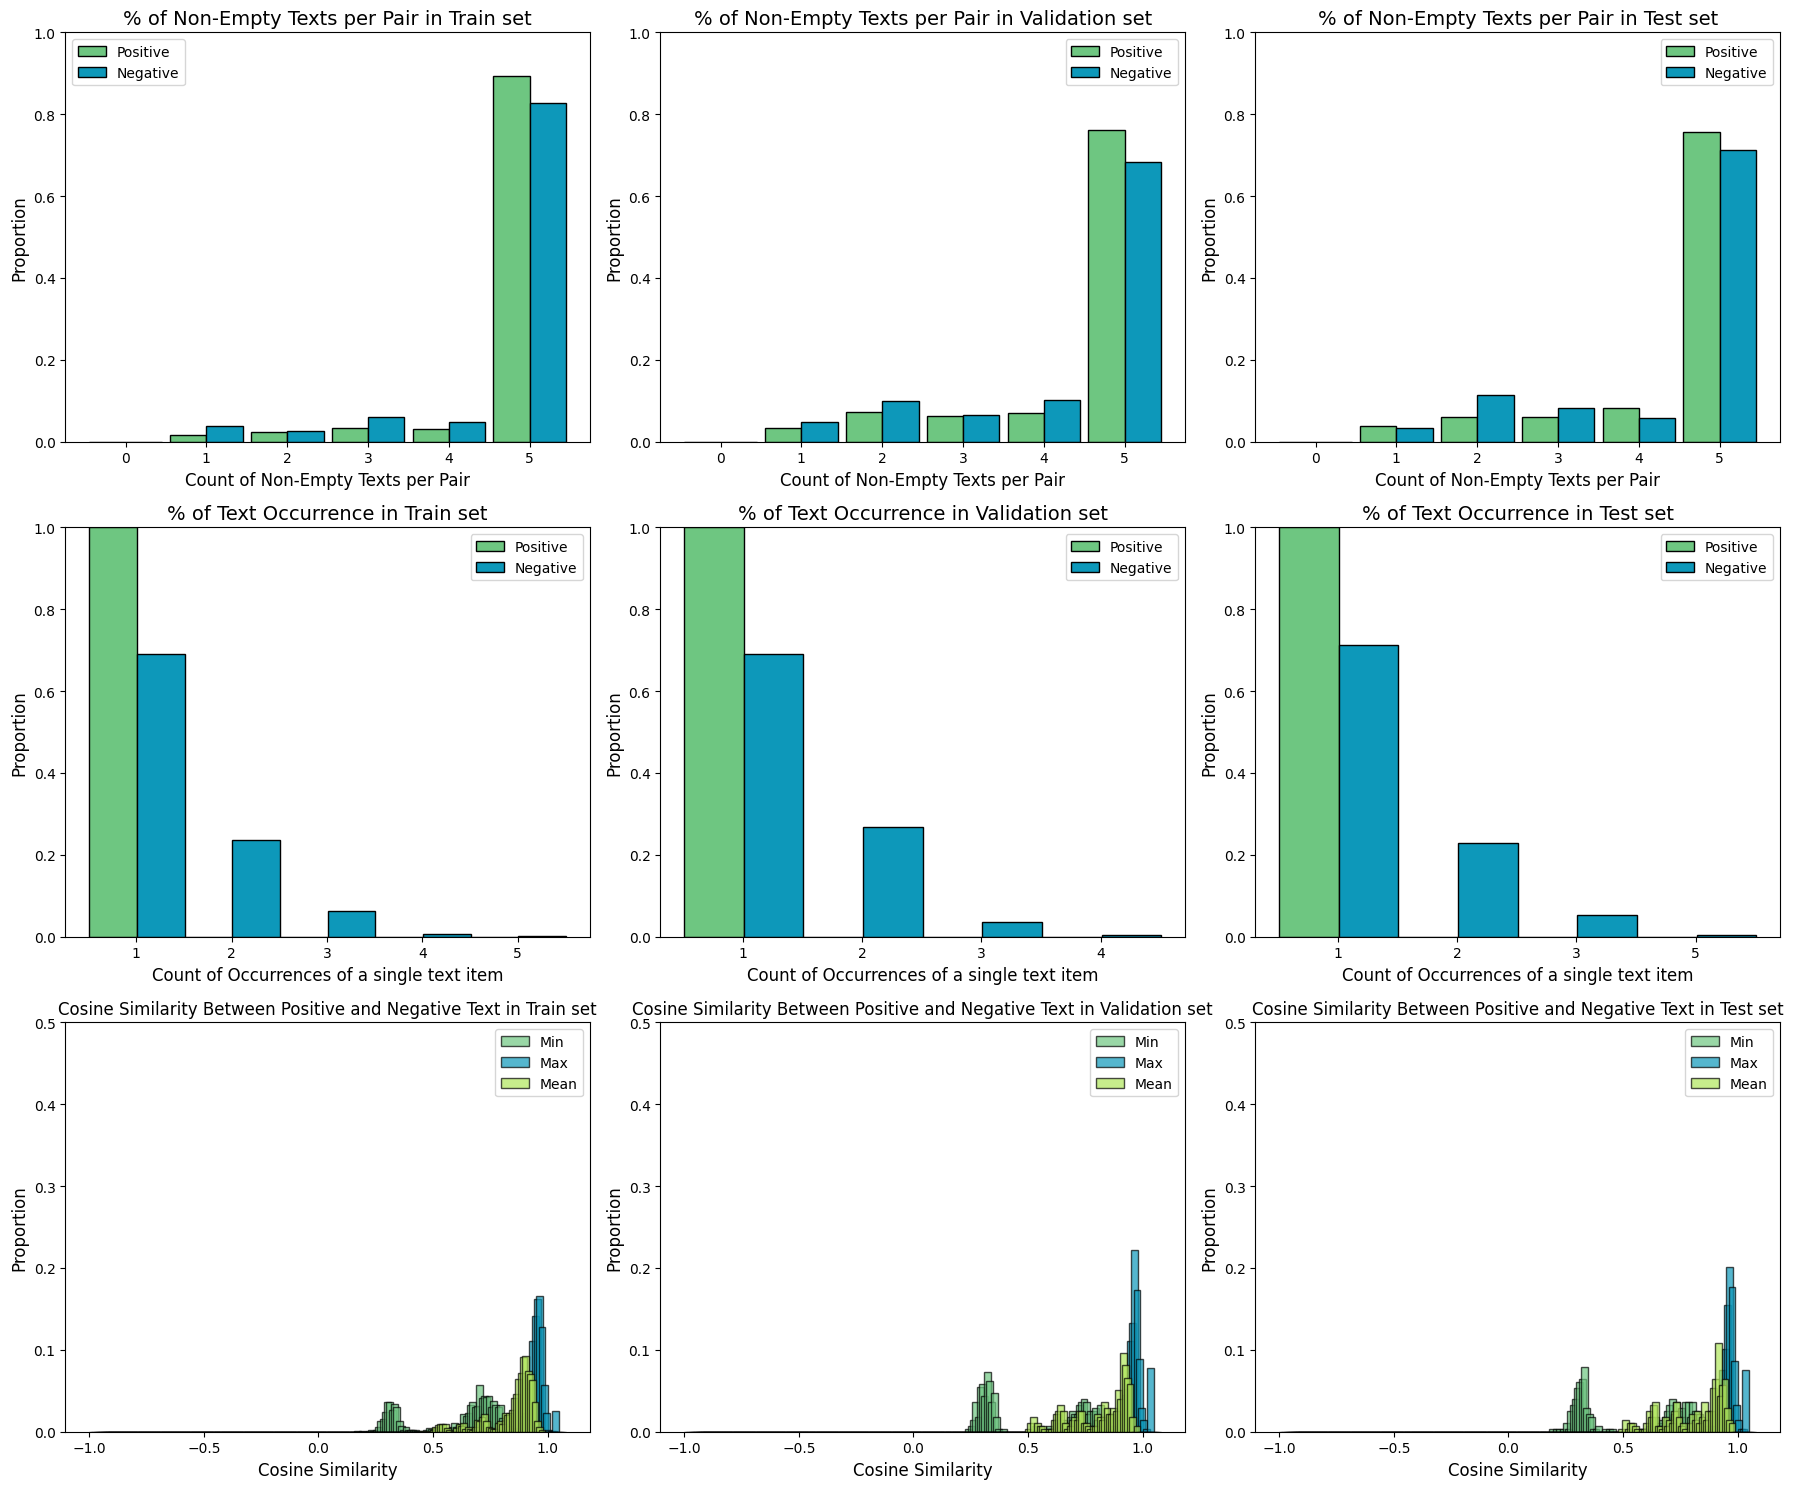 % of Non-Empty Texts per Pair in Train set
Positive
Negative
1.0
0.8
0.6
0.4
0.2
0.0
Proportion
0 1 2 3 4 5
Count of Non-Empty Texts per Pair
% of Non-Empty Texts per Pair in Validation set
Positive
Negative
1.0
0.8
0.6
0.4
0.2
0.0
Proportion
0 1 2 3 4 5
Count of Non-Empty Texts per Pair
% of Non-Empty Texts per Pair in Test set
Positive
Negative
1.0
0.8
0.6
0.4
0.2
0.0
Proportion
0 1 2 3 4 5
Count of Non-Empty Texts per Pair
% of Text Occurrence in Train set
Positive
Negative
1.0
0.8
0.6
0.4
0.2
0.0
Proportion
1 2 3 4 5
Count of Occurrences of a single text item
% of Text Occurrence in Validation set
Positive
Negative
1.0
0.8
0.6
0.4
0.2
0.0
Proportion
1 2 3 4
Count of Occurrences of a single text item
% of Text Occurrence in Test set
Positive
Negative
1.0
0.8
0.6
0.4
0.2
0.0
Proportion
1 2 3 5
Count of Occurrences of a single text item
Cosine Similarity Between Positive and Negative Text in Train set
Min
Max
Mean
0.5
0.4
0.3
0.2
0.1
0.0
Proportion
−1.0 −0.5 0.0 0.5 1.0
Cosine Similarity
Cosine Similarity Between Positive and Negative Text in Validation set
Min
Max
Mean
0.5
0.4
0.3
0.2
0.1
0.0
Proportion
−1.0 −0.5 0.0 0.5 1.0
Cosine Similarity
Cosine Similarity Between Positive and Negative Text in Test set
Min
Max
Mean
0.5
0.4
0.3
0.2
0.1
0.0
Proportion
−1.0 −0.5 0.0 0.5 1.0
Cosine Similarity